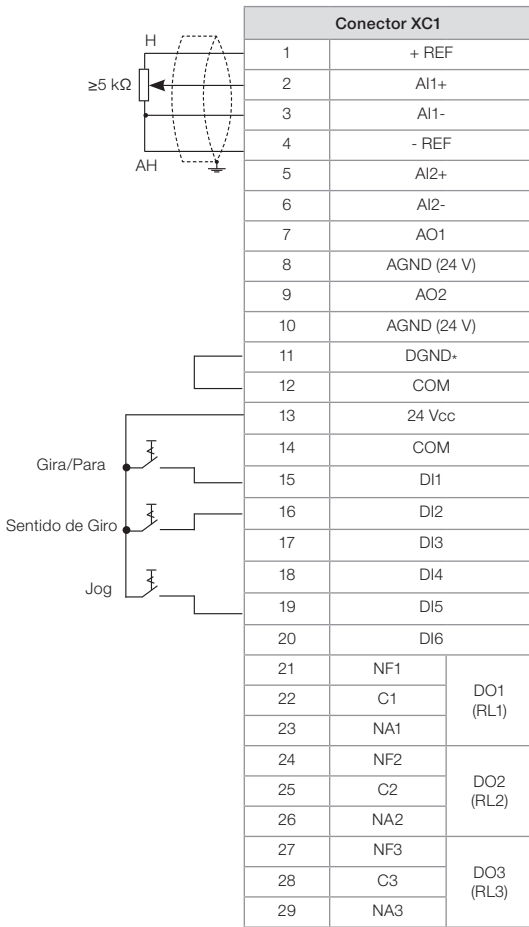 Conector XC1
H
1 + REF
≥5 kΩ
2 AI1+
3 AI1-
4 - REF
AH
5 AI2+
6 AI2-
7 AO1
8 AGND (24 V)
9 AO2
10 AGND (24 V)
11 DGND*
12 COM
13 24 Vcc
14 COM
Gira/Para
15 DI1
16 DI2
Sentido de Giro
17 DI3
18 DI4
Jog
19 DI5
20 DI6
21 NF1
22 C1
DO1
(RL1)
23 NA1
24 NF2
25 C2
DO2
(RL2)
26 NA2
27 NF3
28 C3
DO3
(RL3)
29 NA3